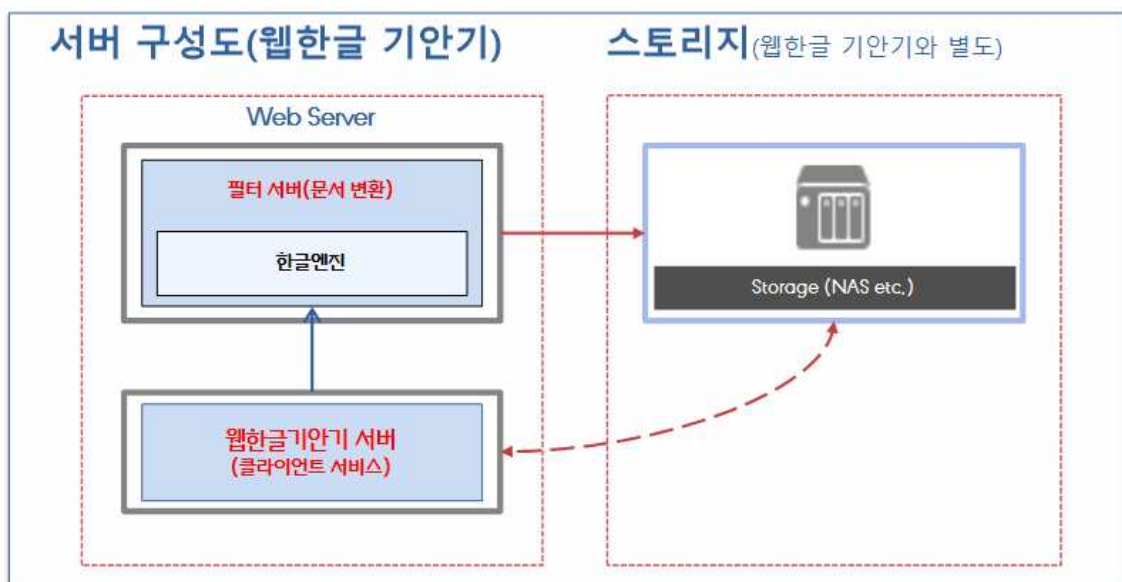 서버 구성도(웹한글 기안기)
스토리지(웹한글 기안기와 별도)
Web Server
필터 서버(문서 변환)
한글엔진
Storage (NAS etc.)
웹한글기안기 서버
(클라이언트 서비스)